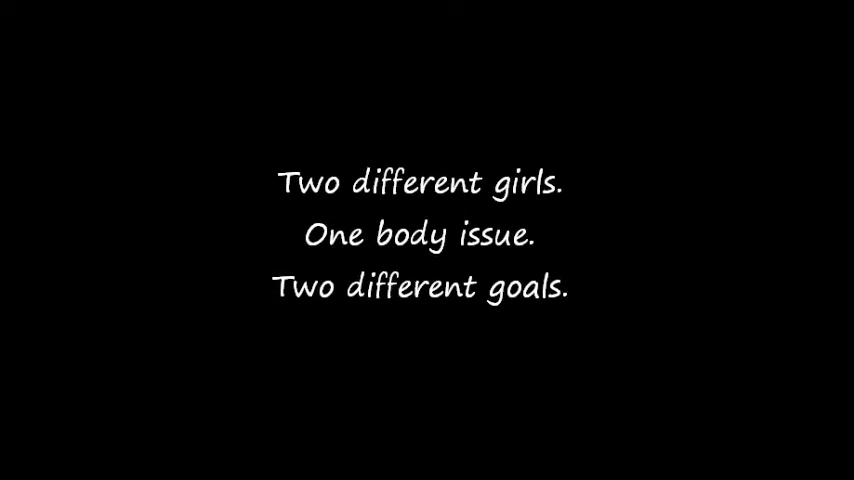 Two different girls.
One body issue.
Two different goals.